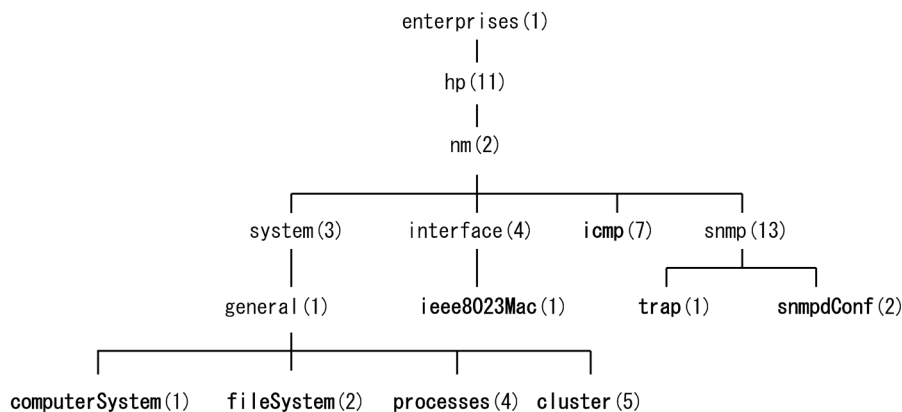 enterprises(1)
hp(11)
nm(2)
system(3) interface(4) icmp(7) snmp(13)
general(1) ieee8023Mac(1) trap(1) snmpdConf(2)
computerSystem(1) fileSystem(2) processes(4) cluster(5)